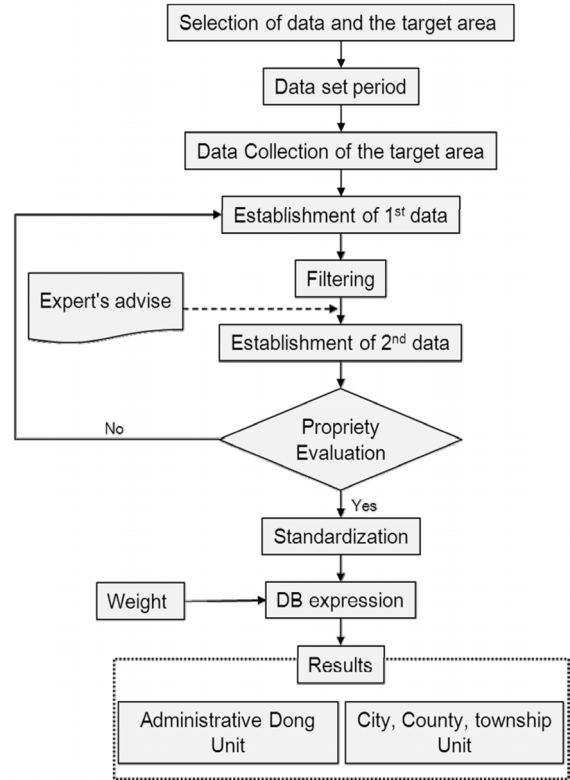 Selection of data and the target area
Data set period
Data Collection of the target area
Establishment of 1st data
Filtering
Expert's advise
Establishment of 2nd data
No
Propriety
Evaluation
Yes
Standardization
Weight
DB expression
Results
Administrative Dong
Unit
City, County, township
Unit